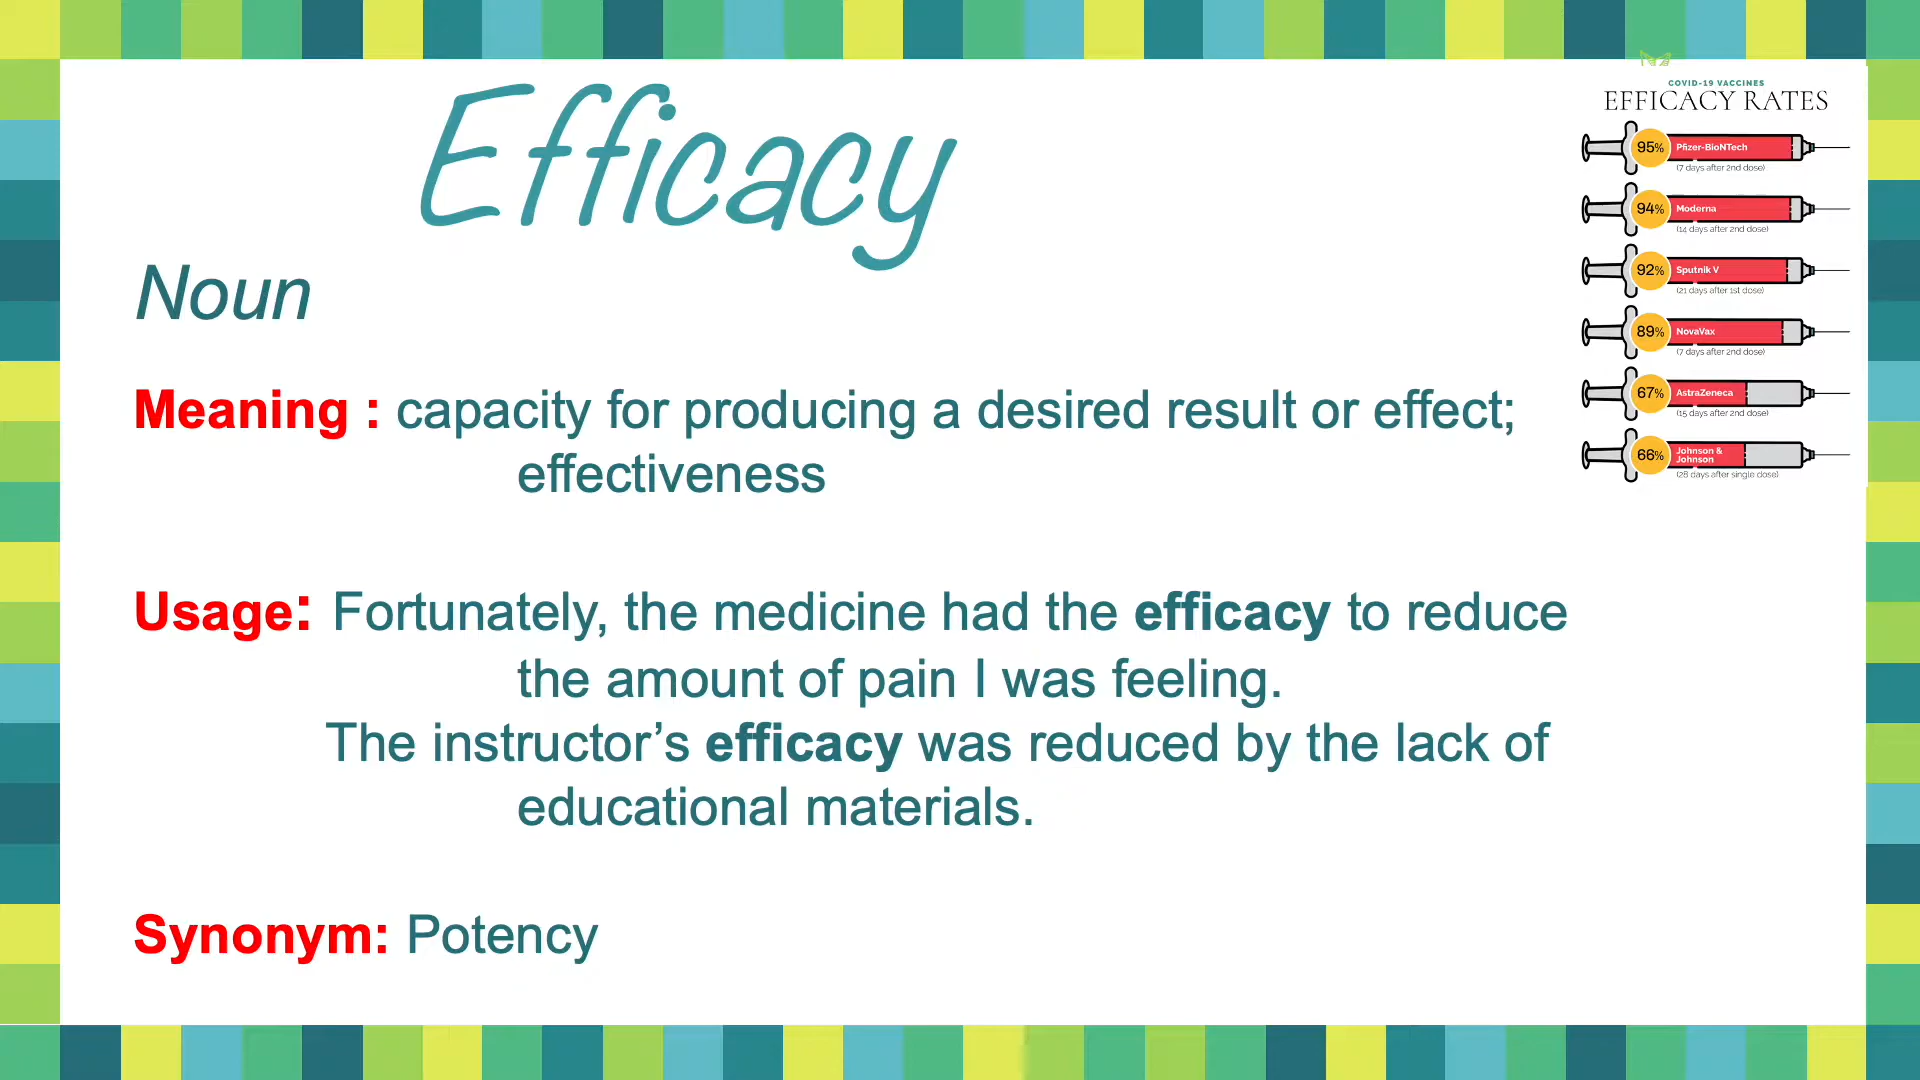 Efficacy
Noun
Meaning : capacity for producing a desired result or effect;
effectiveness
Usage: Fortunately, the medicine had the efficacy to reduce
the amount of pain I was feeling.
The instructor’s efficacy was reduced by the lack of
educational materials.
Synonym: Potency
COVID-19 VACCINES
EFFICACY RATES
95% Pfizer-BioNTech
(7 days after 2nd dose)
94% Moderna
(14 days after 2nd dose)
92% Sputnik V
(21 days after 1st dose)
89% NovaVax
(7 days after 2nd dose)
67% AstraZeneca
(15 days after 2nd dose)
66% Johnson &
Johnson
(28 days after single dose)